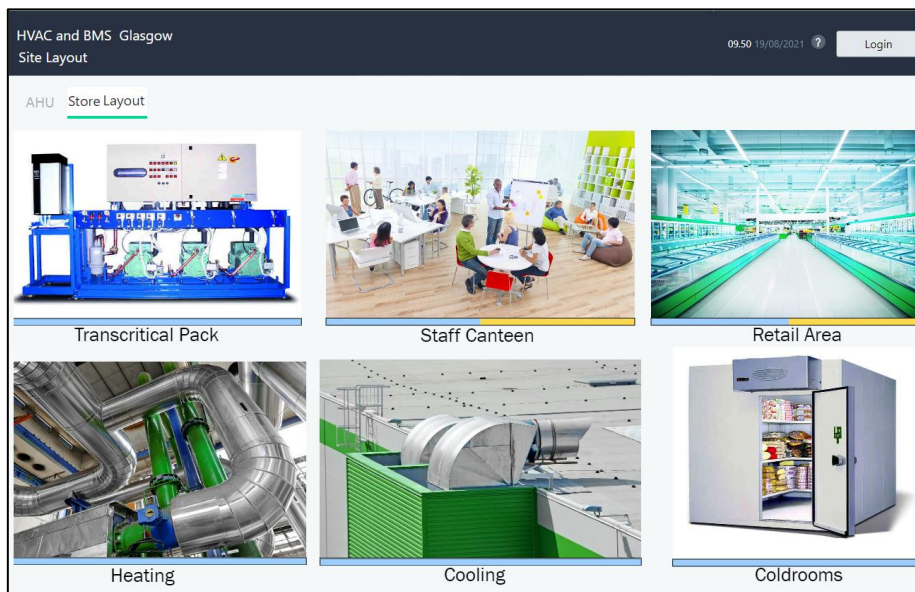 HVAC and BMS  Glasgow
Site Layout
09.50 19/08/2021 ?
Login
AHU
Store Layout
Transcritical Pack
Staff Canteen
Retail Area
Heating
Cooling
Coldrooms